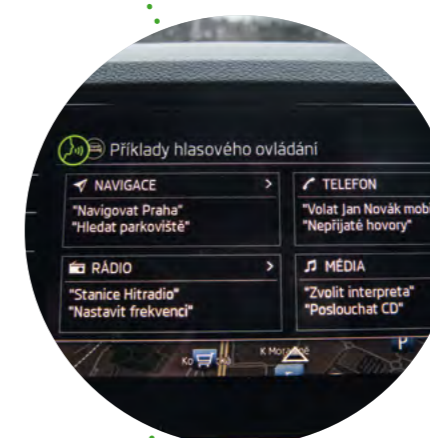 Příklady hlasového ovládání
NAVIGACE >
"Navigovat Praha"
"Hledat parkoviště"
TELEFON
"Volat Jan Novák mobi
"Nepřijaté hovory"
RÁDIO >
"Stanice Hitradio"
"Nastavit frekvenci"
MÉDIA
"Zvolit interpreta"
"Poslouchat CD"
P